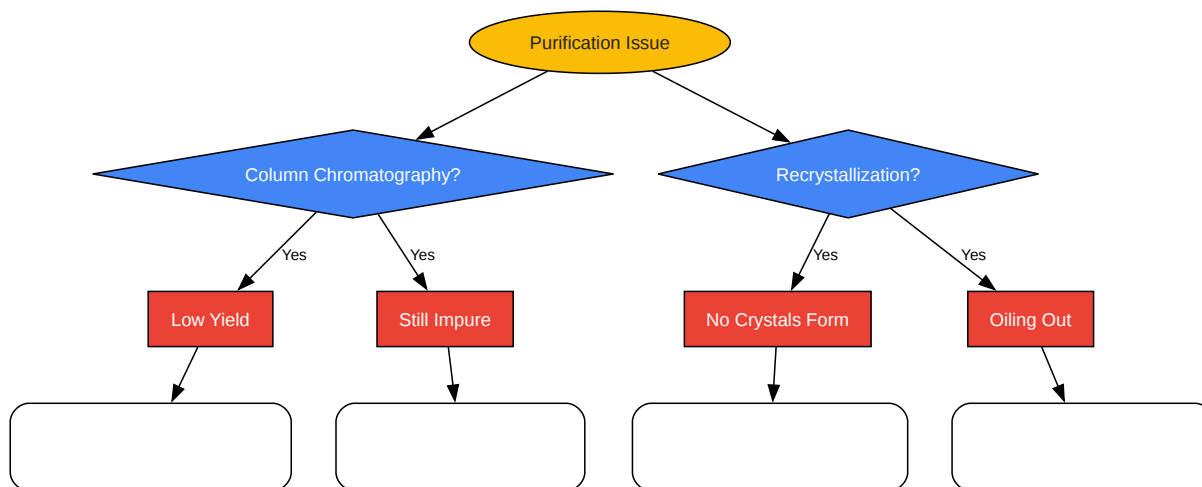 Purification Issue
Column Chromatography?
Recrystallization?
Yes
Yes
Yes
Yes
Low Yield
Still Impure
No Crystals Form
Oiling Out